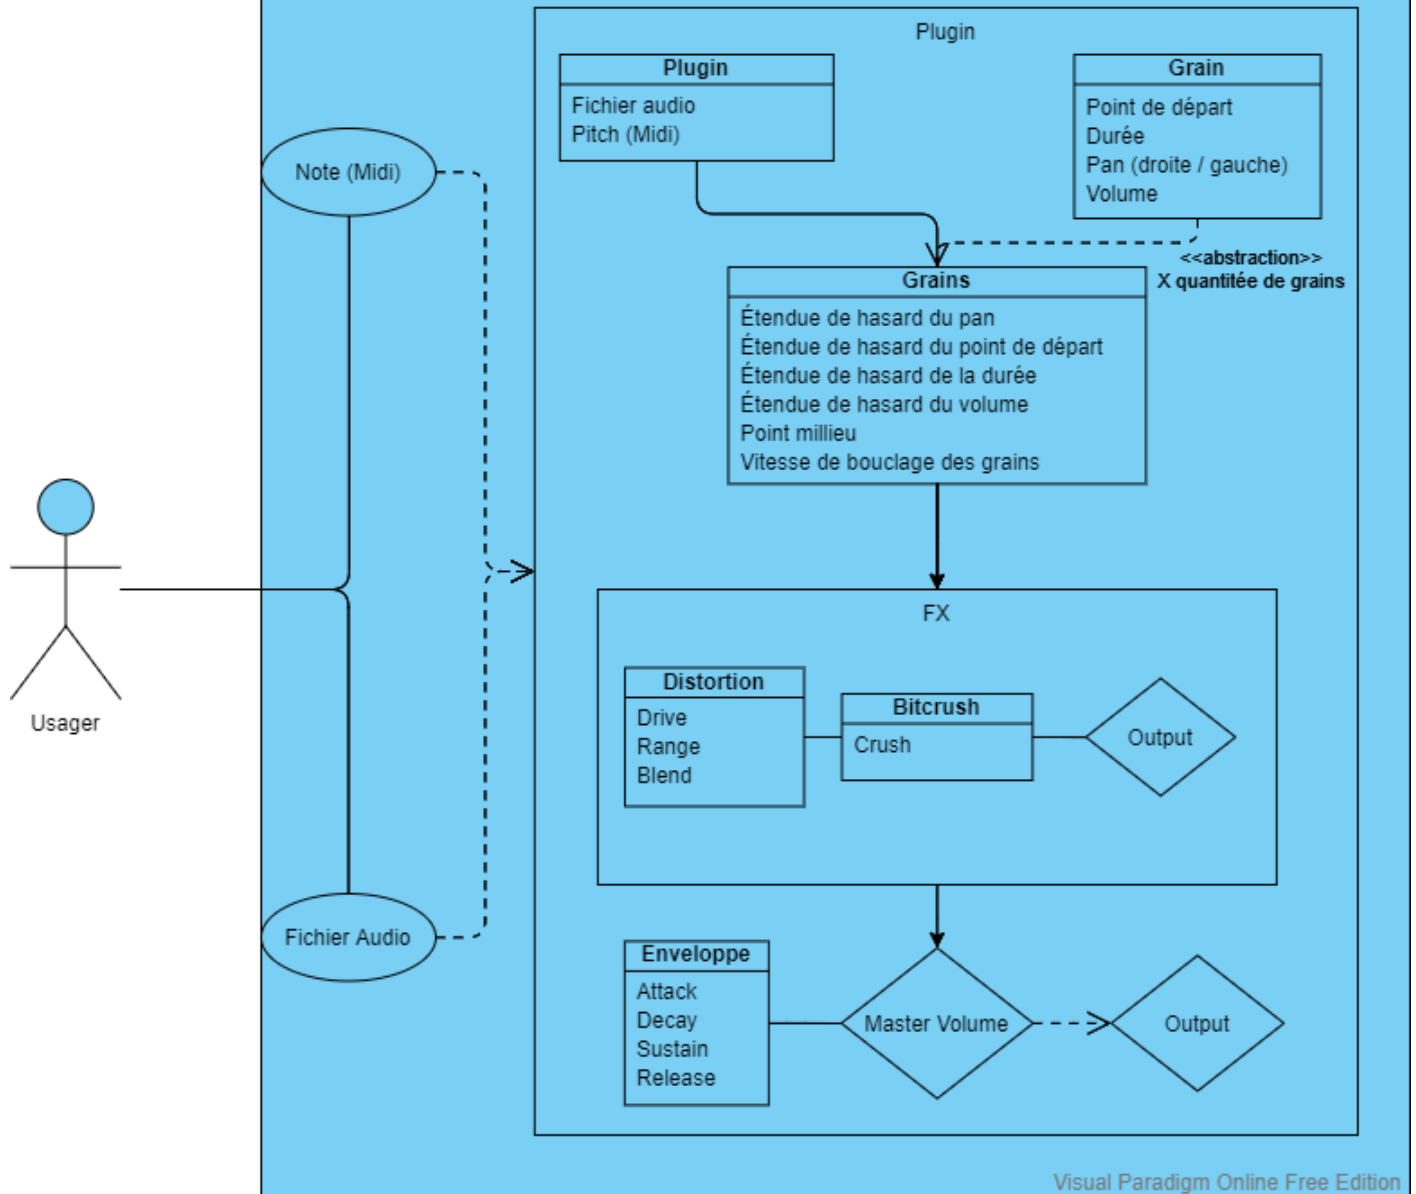 Plugin
Plugin
Fichier audio
Pitch (Midi)
Grain
Point de départ
Durée
Pan (droite / gauche)
Volume
<<abstraction>>
X quantitée de grains
Grains
Étendue de hasard du pan
Étendue de hasard du point de départ
Étendue de hasard de la durée
Étendue de hasard du volume
Point millieu
Vitesse de bouclage des grains
Note (Midi)
Usager
Fichier Audio
FX
Distortion
Drive
Range
Blend
Bitcrush
Crush
Output
Enveloppe
Attack
Decay
Sustain
Release
Master Volume
Output
Visual Paradigm Online Free Edition